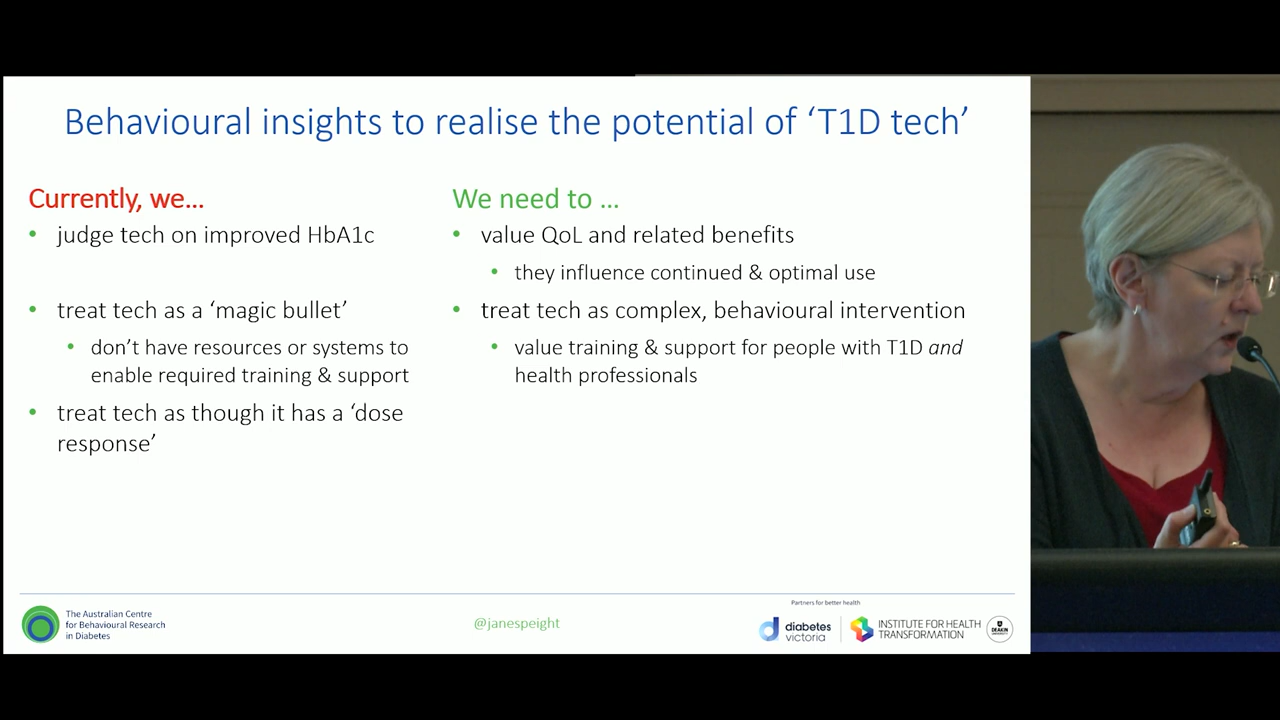 Behavioural insights to realise the potential of ‘T1D tech’
Currently, we…
• judge tech on improved HbA1c
• treat tech as a ‘magic bullet’
• don’t have resources or systems to
enable required training & support
• treat tech as though it has a ‘dose
response’
We need to …
• value QoL and related benefits
• they influence continued & optimal use
• treat tech as complex, behavioural intervention
• value training & support for people with T1D and
health professionals
The Australian Centre
for Behavioural Research
in Diabetes
@janespeight
Partners for better health
diabetes
victoria
INSTITUTE FOR HEALTH
TRANSFORMATION
DEAKIN
UNIVERSITY